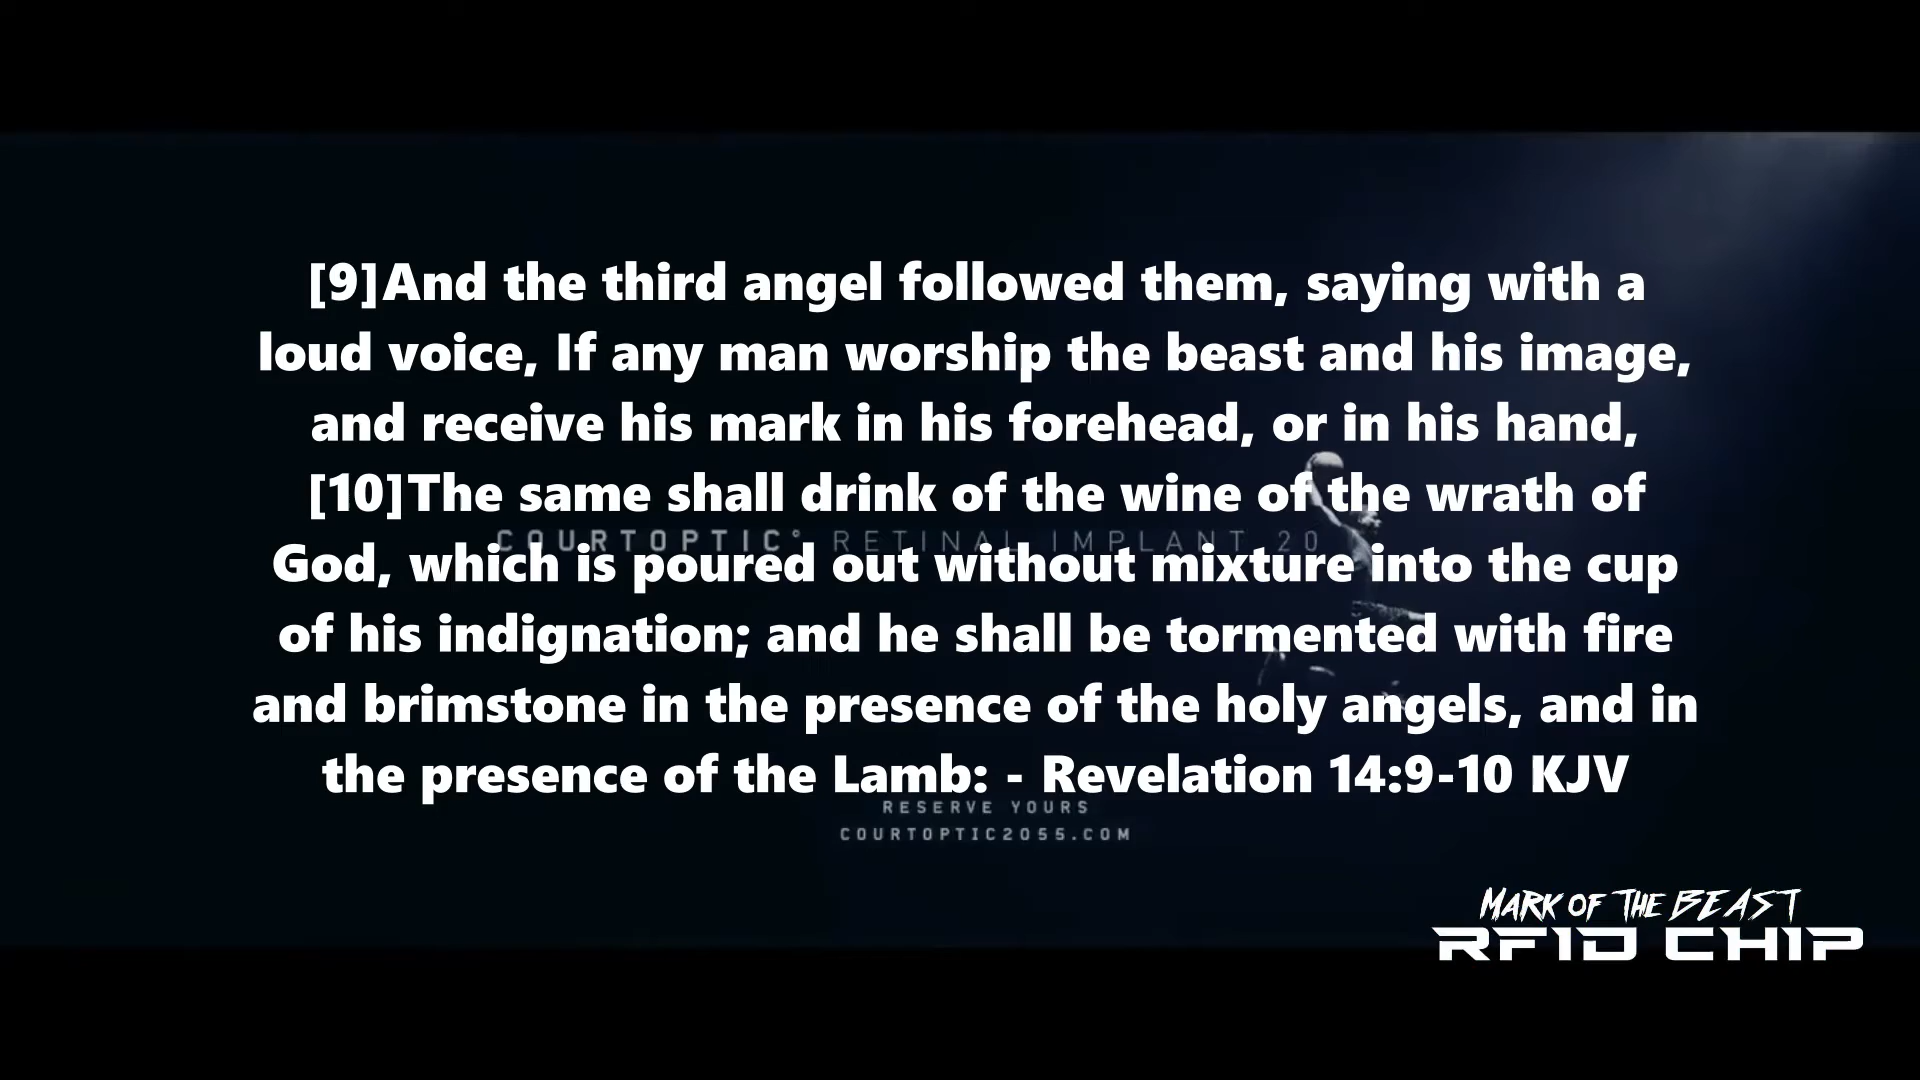 [9]And the third angel followed them, saying with a
loud voice, If any man worship the beast and his image,
and receive his mark in his forehead, or in his hand,
[10]The same shall drink of the wine of the wrath of
COURTOPTIC° RETINAL IMPLANT 20
God, which is poured out without mixture into the cup
of his indignation; and he shall be tormented with fire
and brimstone in the presence of the holy angels, and in
the presence of the Lamb: - Revelation 14:9-10 KJV
RESERVE YOURS
COURTOPTIC2055.COM
MARK OF THE BEAST
RFID CHIP